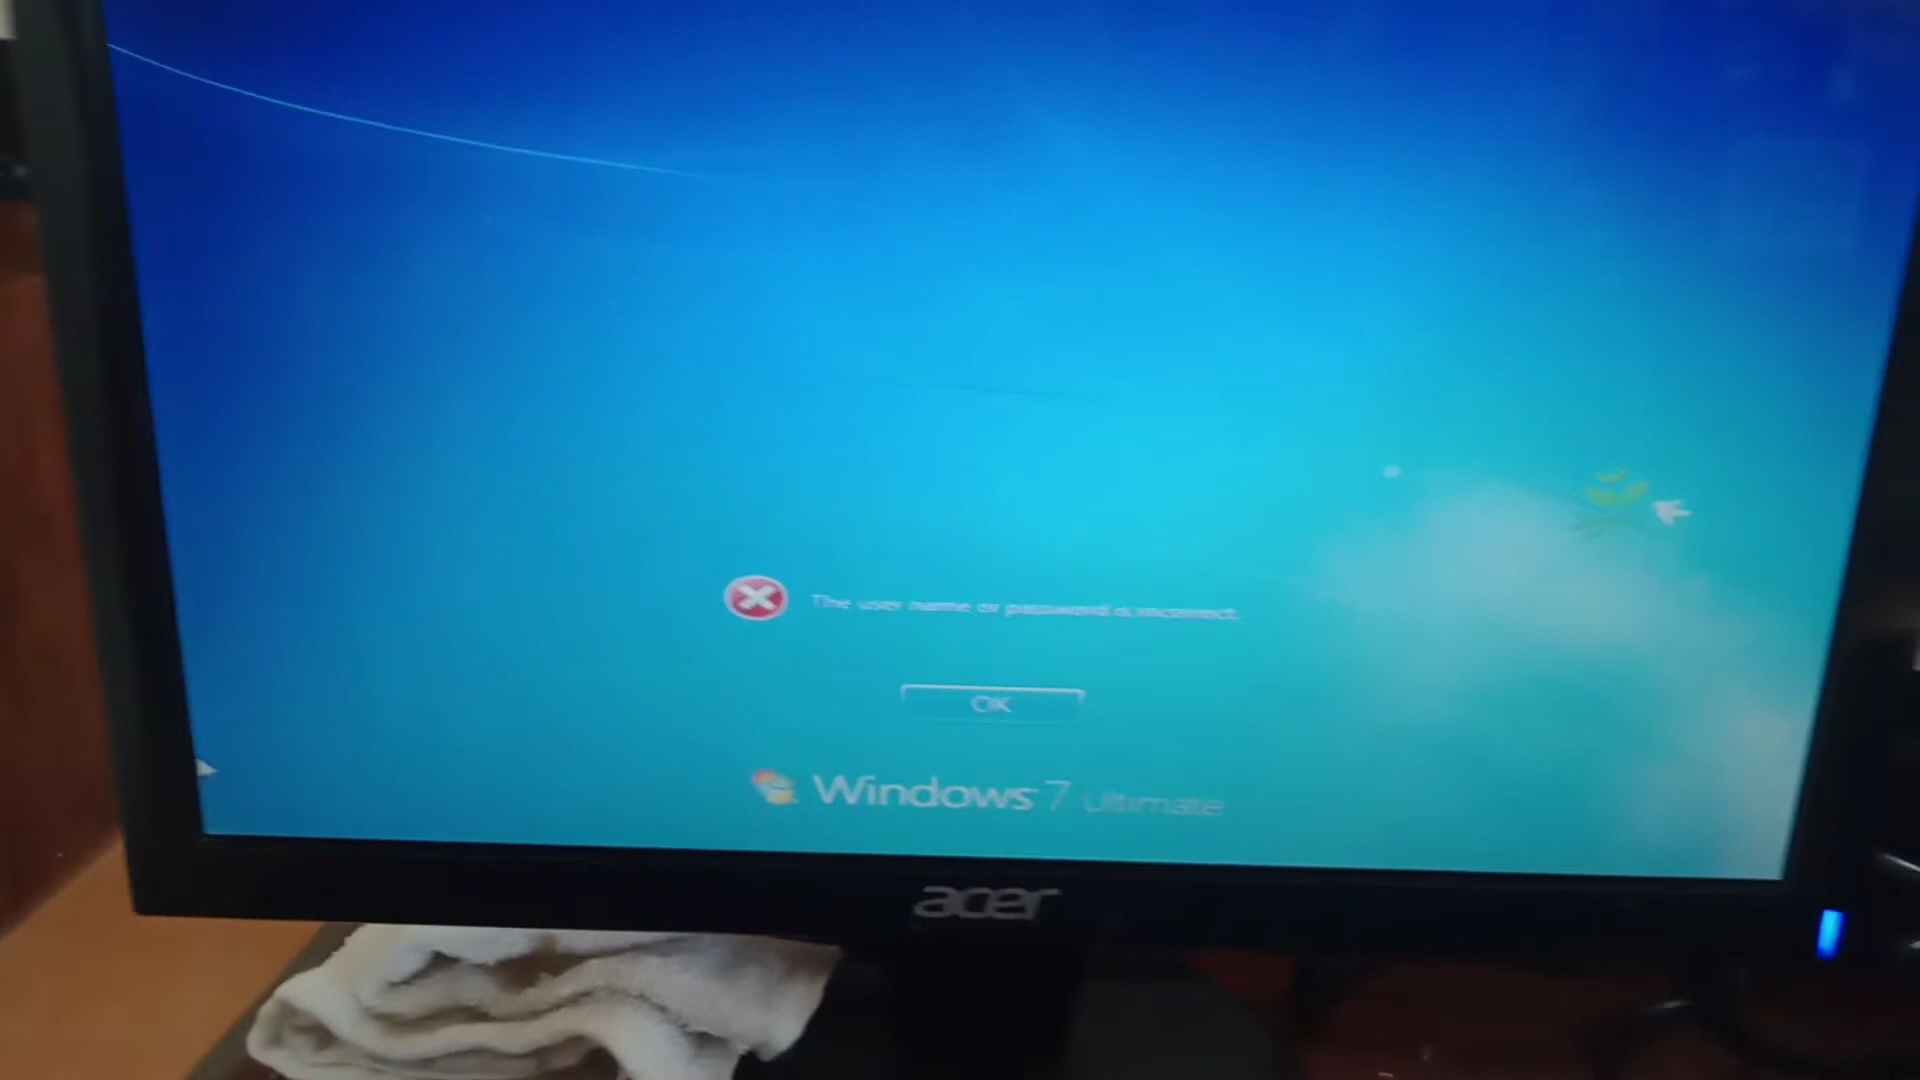 The user name or password is incorrect.
OK
Windows 7 Ultimate
acer